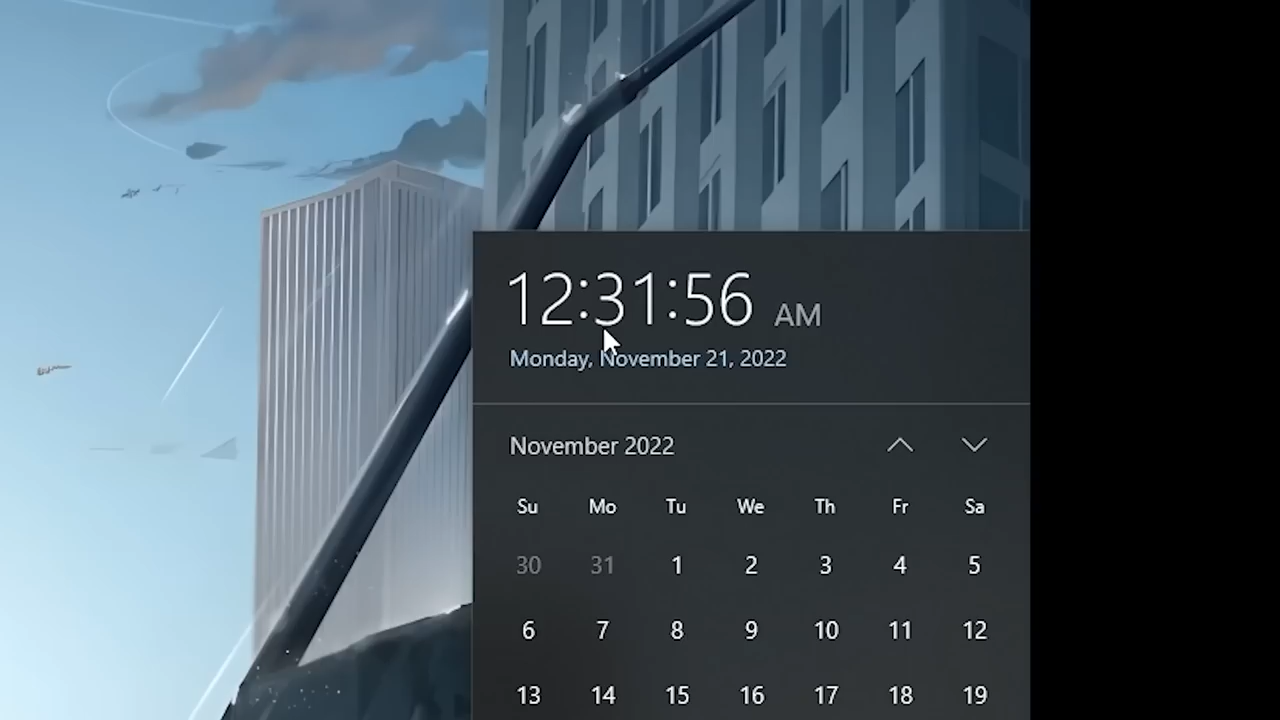 12:31:56 AM
Monday, November 21, 2022
November 2022
Su Mo Tu We Th Fr Sa
30 31 1 2 3 4 5
6 7 8 9 10 11 12
13 14 15 16 17 18 19